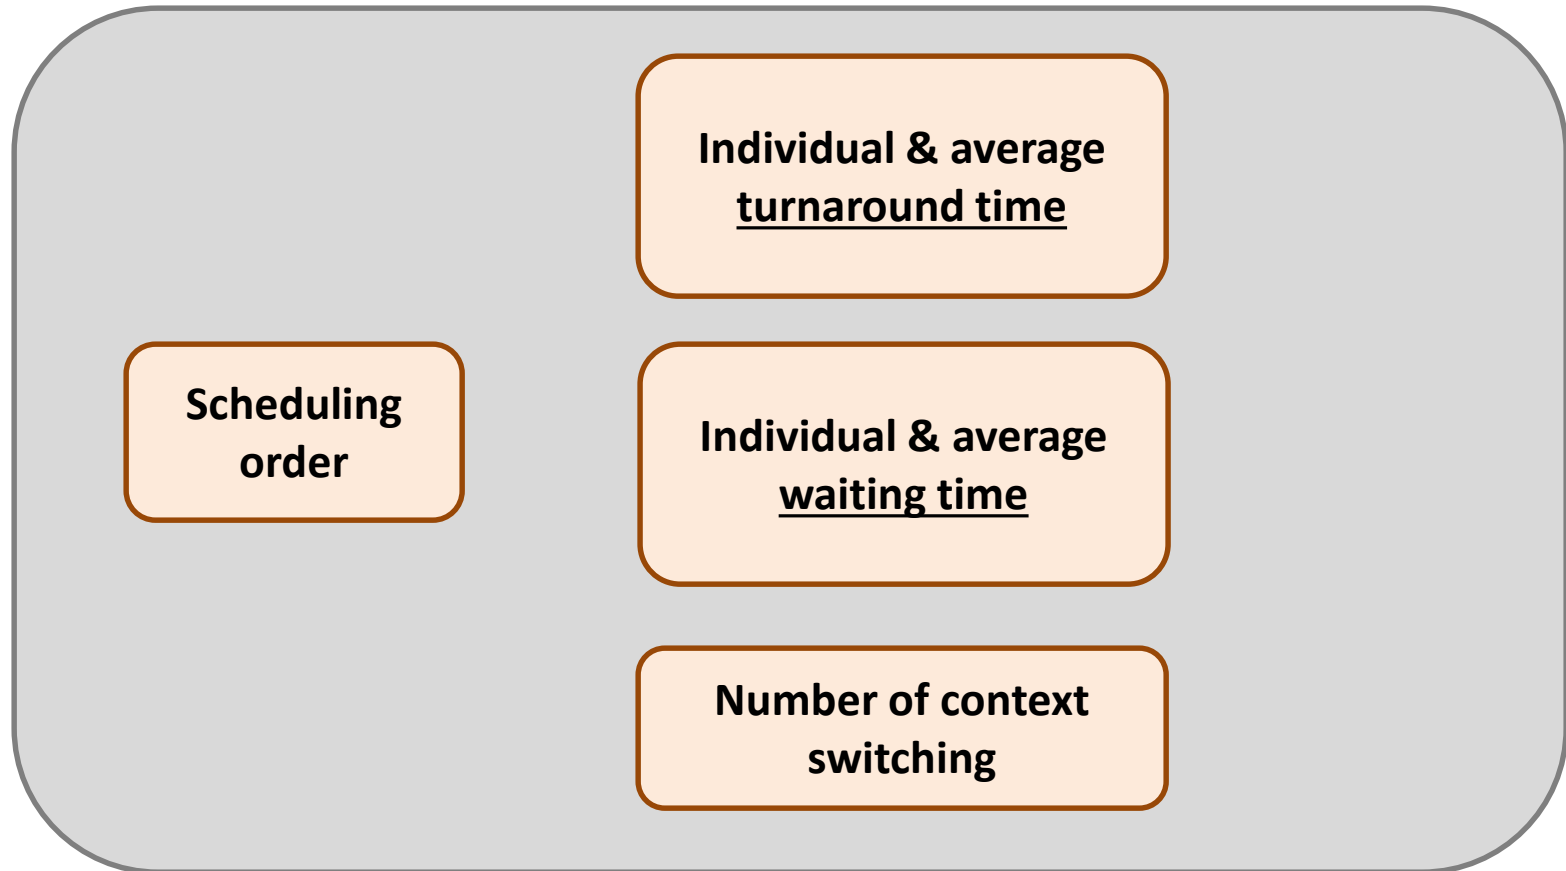 Individual & average
turnaround time
Scheduling
order
Individual & average
waiting time
Number of context
switching